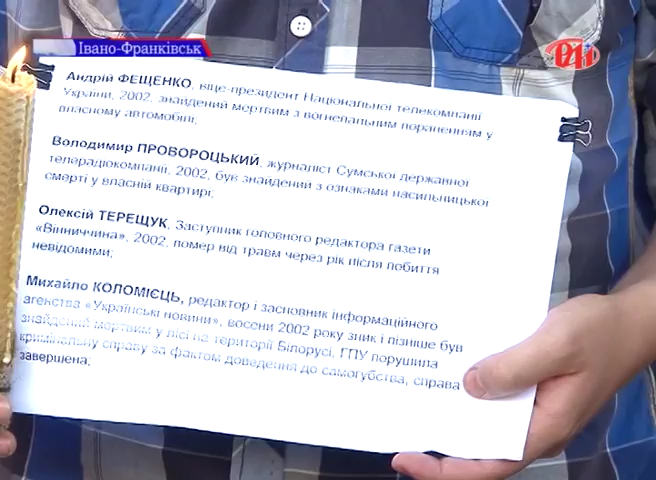 Івано-Франківськ
РАІ
Андрій ФЕЩЕНКО, віце-президент Національної телекомпанії
України, 2002, знайдений мертвим з вогнепальним пораненням у
власному автомобілі;
Володимир ПРОВОРОЦЬКИЙ, журналіст Сумської державної
телерадіокомпанії, 2002, був знайдений з ознаками насильницької
смерті у власній квартирі;
Олексій ТЕРЕЩУК, Заступник головного редактора газети
«Вінниччина», 2002, помер від травм через рік після побиття
невідомими;
Михайло КОЛОМІЄЦЬ, редактор і засновник інформаційного
агенства «Українські новини», восени 2002 року зник і пізніше був
знайдений мертвим у лісі на території Білорусі, ГПУ порушила
кримінальну справу за фактом доведення до самогубства, справа
завершена;